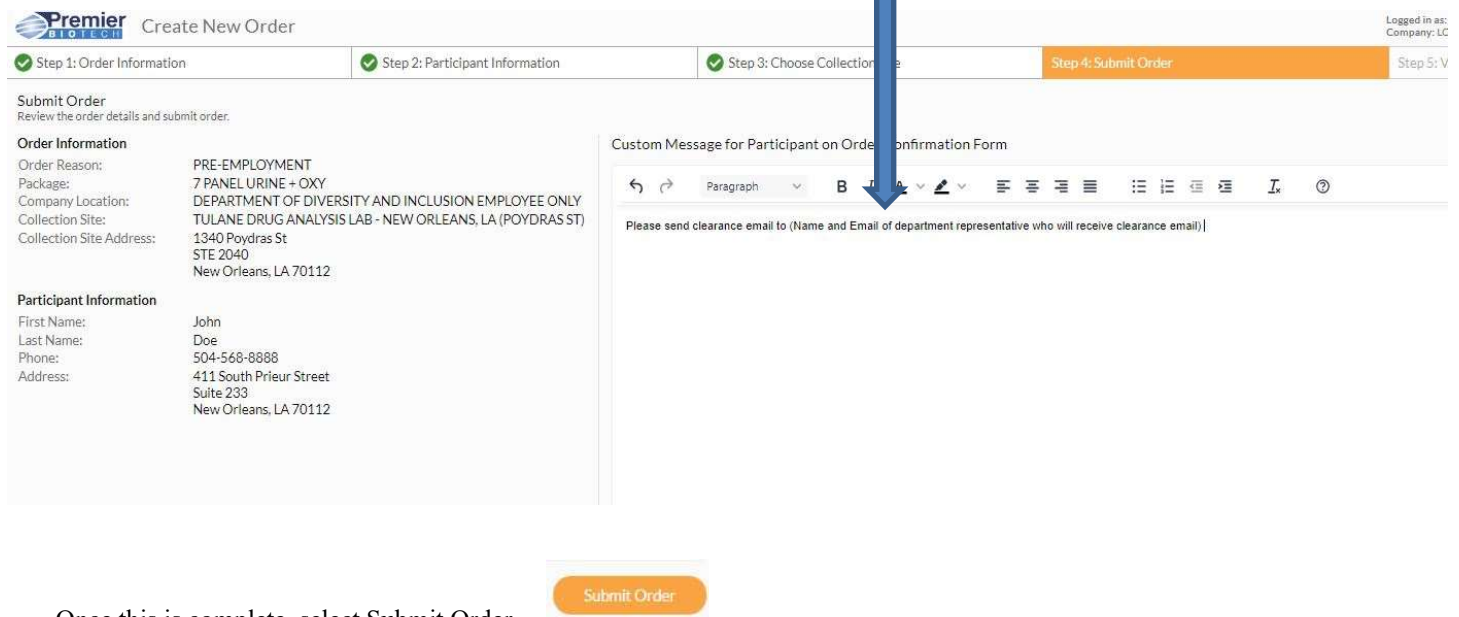 Premier BIOTECH Create New Order
Logged in as:
Company: LC
Step 1: Order Information
Step 2: Participant Information
Step 3: Choose Collection
Step 4: Submit Order
Step 5: V
Submit Order
Review the order details and submit order.
Order Information
Order Reason: PRE-EMPLOYMENT
Package: 7 PANEL URINE + OXY
Company Location: DEPARTMENT OF DIVERSITY AND INCLUSION EMPLOYEE ONLY
Collection Site: TULANE DRUG ANALYSIS LAB - NEW ORLEANS, LA (POYDRAS ST)
Collection Site Address: 1340 Poydras St
STE 2040
New Orleans, LA 70112
Participant Information
First Name: John
Last Name: Doe
Phone: 504-568-8888
Address: 411 South Prieur Street
Suite 233
New Orleans, LA 70112
Custom Message for Participant on Form
Paragraph
Please send clearance email to (Name and Email of department representative who will receive clearance email)
Submit Order
Once this is complete, select Submit Order